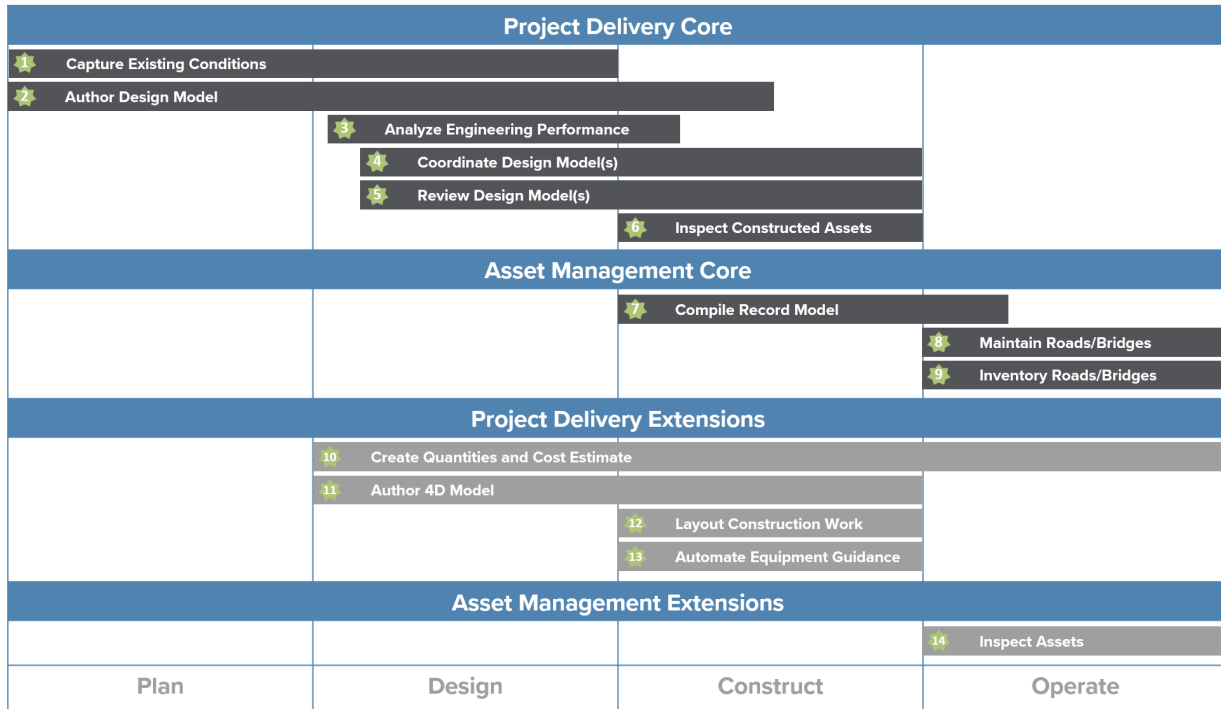 Project Delivery Core
1 Capture Existing Conditions
2 Author Design Model
3 Analyze Engineering Performance
4 Coordinate Design Model(s)
5 Review Design Model(s)
6 Inspect Constructed Assets
Asset Management Core
7 Compile Record Model
8 Maintain Roads/Bridges
9 Inventory Roads/Bridges
Project Delivery Extensions
10 Create Quantities and Cost Estimate
11 Author 4D Model
12 Layout Construction Work
13 Automate Equipment Guidance
Asset Management Extensions
14 Inspect Assets
Plan Design Construct Operate